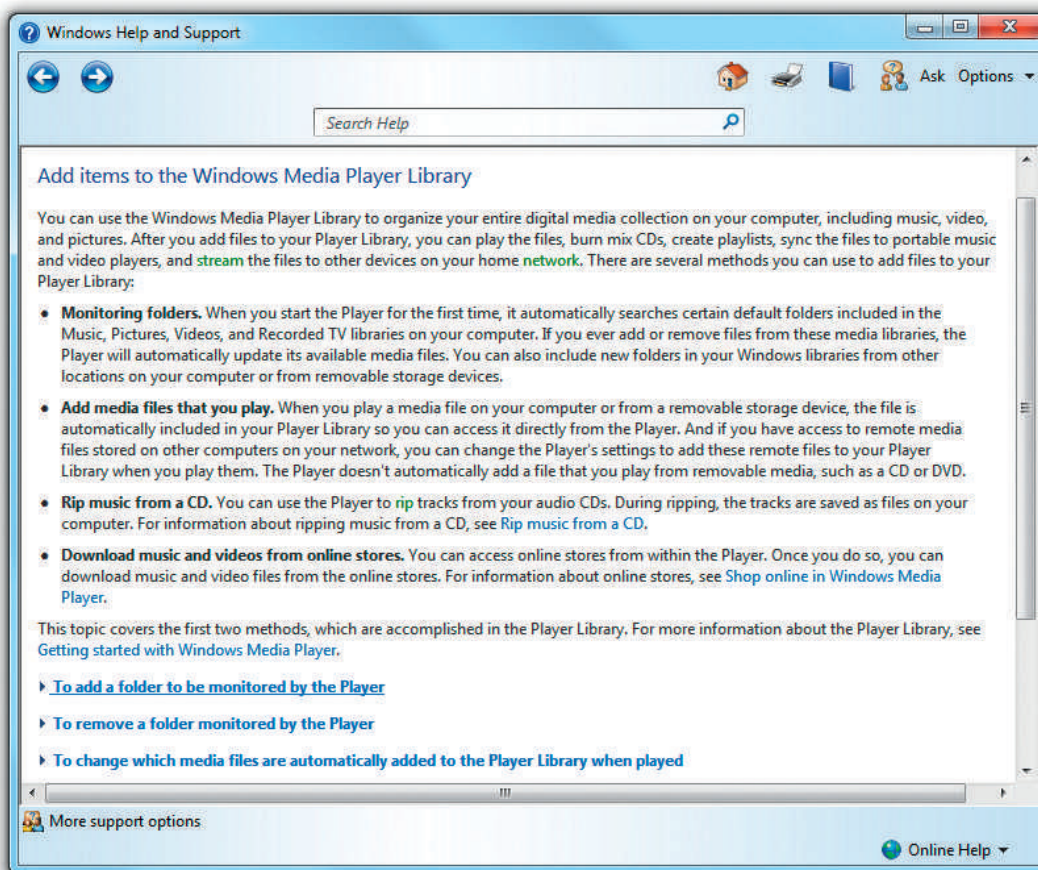 Windows Help and Support
Ask Options
Search Help
Add items to the Windows Media Player Library
You can use the Windows Media Player Library to organize your entire digital media collection on your computer, including music, video,
and pictures. After you add files to your Player Library, you can play the files, burn mix CDs, create playlists, sync the files to portable music
and video players, and stream the files to other devices on your home network. There are several methods you can use to add files to your
Player Library:
• Monitoring folders. When you start the Player for the first time, it automatically searches certain default folders included in the
Music, Pictures, Videos, and Recorded TV libraries on your computer. If you ever add or remove files from these media libraries, the
Player will automatically update its available media files. You can also include new folders in your Windows libraries from other
locations on your computer or from removable storage devices.
• Add media files that you play. When you play a media file on your computer or from a removable storage device, the file is
automatically included in your Player Library so you can access it directly from the Player. And if you have access to remote media
files stored on other computers on your network, you can change the Player's settings to add these remote files to your Player
Library when you play them. The Player doesn't automatically add a file that you play from removable media, such as a CD or DVD.
• Rip music from a CD. You can use the Player to rip tracks from your audio CDs. During ripping, the tracks are saved as files on your
computer. For information about ripping music from a CD, see Rip music from a CD.
• Download music and videos from online stores. You can access online stores from within the Player. Once you do so, you can
download music and video files from the online stores. For information about online stores, see Shop online in Windows Media
Player.
This topic covers the first two methods, which are accomplished in the Player Library. For more information about the Player Library, see
Getting started with Windows Media Player.
To add a folder to be monitored by the Player
To remove a folder monitored by the Player
To change which media files are automatically added to the Player Library when played
More support options
Online Help